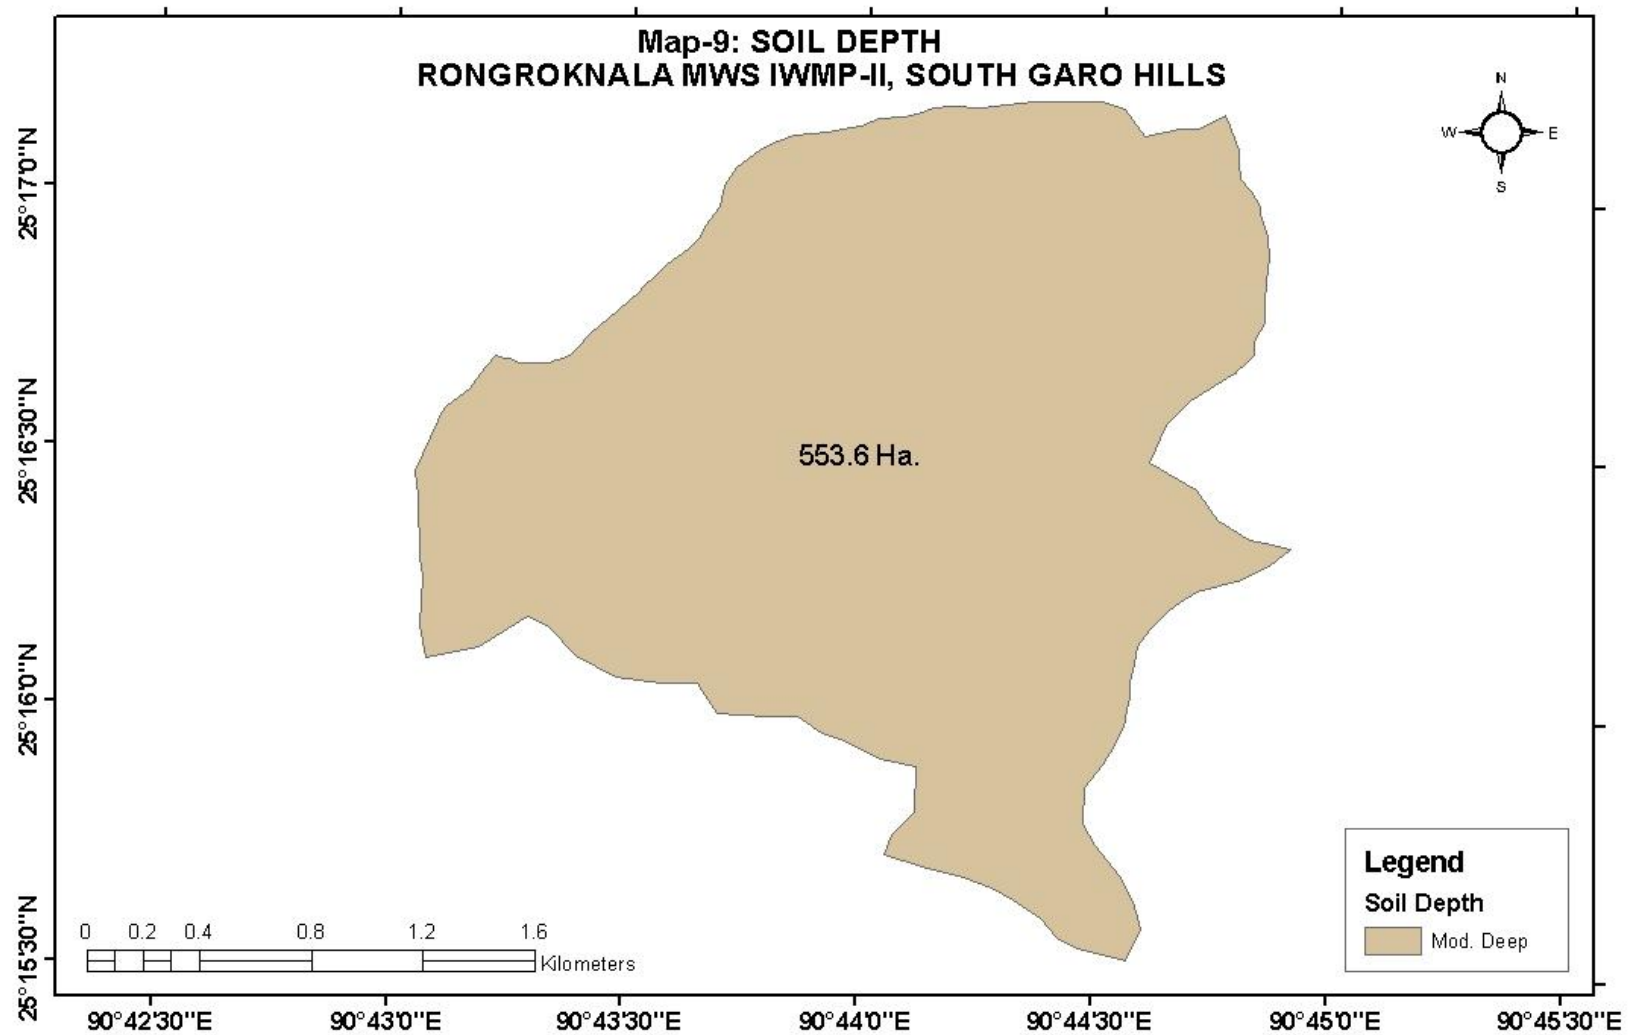 Map-9: SOIL DEPTH
RONGROKNALA MWS IWMP-II, SOUTH GARO HILLS
N
W E
S
25°17'0"N
25°16'30"N
25°16'0"N
25°15'30"N
553.6 Ha.
Legend
Soil Depth
Mod. Deep
0 0.2 0.4 0.8 1.2 1.6
Kilometers
90°42'30"E 90°43'0"E 90°43'30"E 90°44'0"E 90°44'30"E 90°45'0"E 90°45'30"E